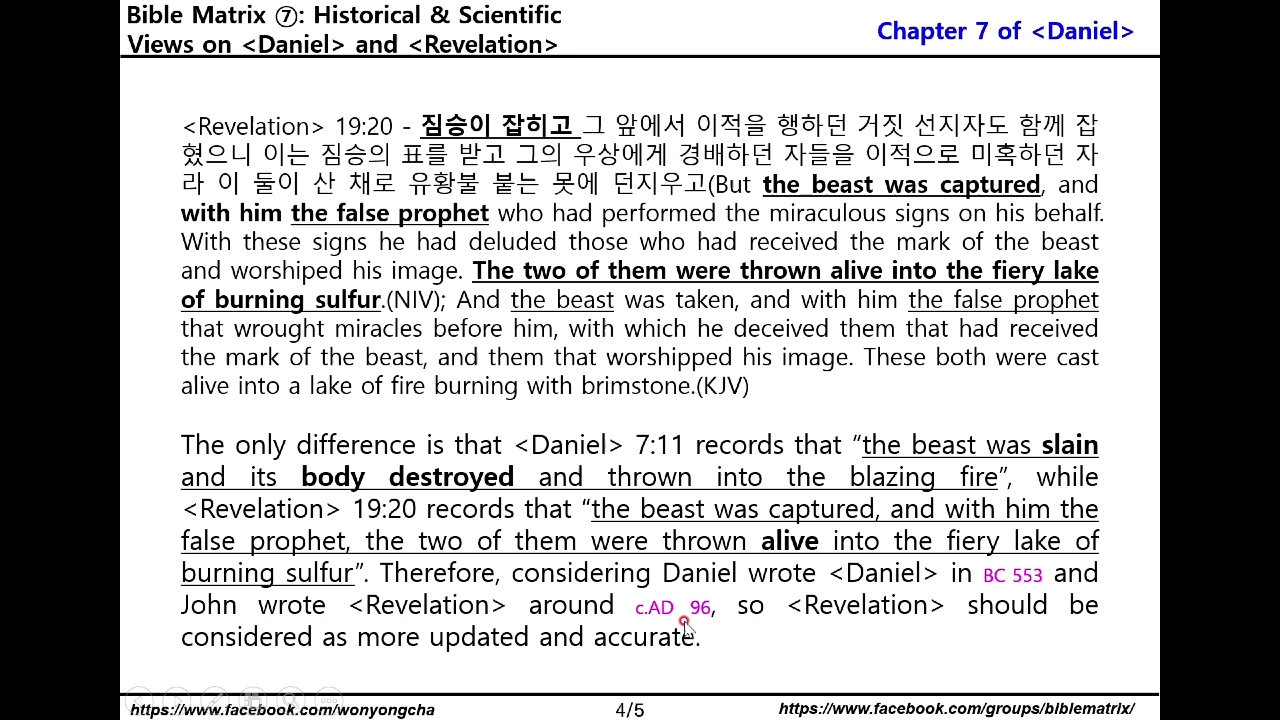 Bible Matrix ⑦: Historical & Scientific
Views on <Daniel> and <Revelation>
Chapter 7 of <Daniel>
<Revelation> 19:20 - 짐승이 잡히고 그 앞에서 이적을 행하던 거짓 선지자도 함께 잡
혔으니 이는 짐승의 표를 받고 그의 우상에게 경배하던 자들을 이적으로 미혹하던 자
라 이 둘이 산 채로 유황불 붙는 못에 던지우고(But the beast was captured, and
with him the false prophet who had performed the miraculous signs on his behalf.
With these signs he had deluded those who had received the mark of the beast
and worshiped his image. The two of them were thrown alive into the fiery lake
of burning sulfur.(NIV); And the beast was taken, and with him the false prophet
that wrought miracles before him, with which he deceived them that had received
the mark of the beast, and them that worshipped his image. These both were cast
alive into a lake of fire burning with brimstone.(KJV)
The only difference is that <Daniel> 7:11 records that “the beast was slain
and its body destroyed and thrown into the blazing fire”, while
<Revelation> 19:20 records that “the beast was captured, and with him the
false prophet, the two of them were thrown alive into the fiery lake of
burning sulfur”. Therefore, considering Daniel wrote <Daniel> in BC 553 and
John wrote <Revelation> around c.AD 96, so <Revelation> should be
considered as more updated and accurate.
https://www.facebook.com/wonyongcha
4/5
https://www.facebook.com/groups/biblematrix/